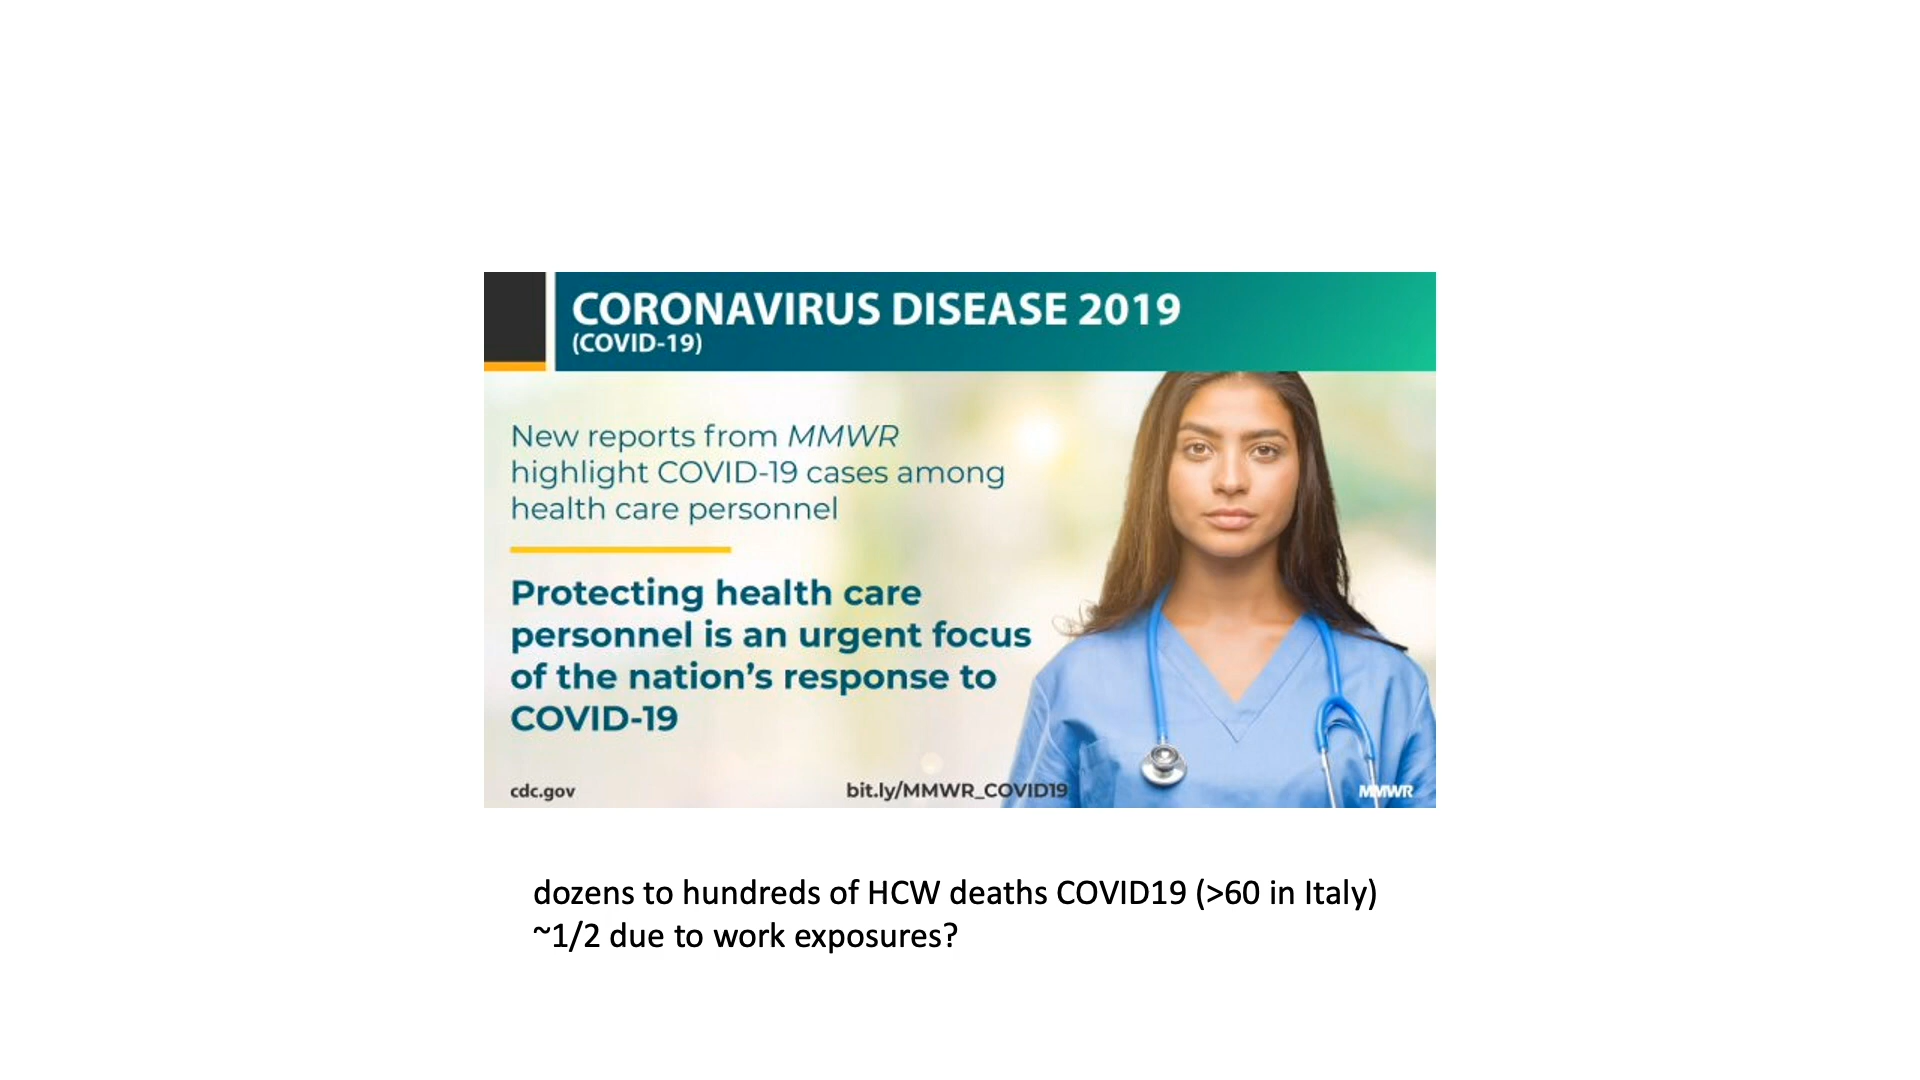 CORONAVIRUS DISEASE 2019
(COVID-19)
New reports from MMWR
highlight COVID-19 cases among
health care personnel
Protecting health care
personnel is an urgent focus
of the nation’s response to
COVID-19
cdc.gov
bit.ly/MMWR_COVID19
MMWR
dozens to hundreds of HCW deaths COVID19 (>60 in Italy)
~1/2 due to work exposures?